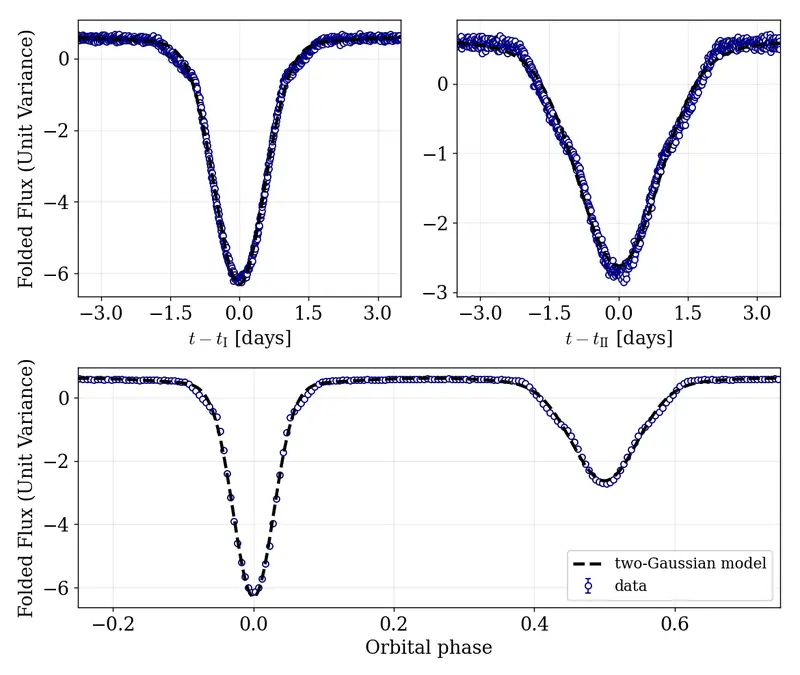 Folded Flux (Unit Variance)
0
−2
−4
−6
−3.0 −1.5 0.0 1.5 3.0
t − tI [days]
0
−1
−2
−3
−3.0 −1.5 0.0 1.5 3.0
t − tII [days]
Folded Flux (Unit Variance)
0
−2
−4
−6
two-Gaussian model
data
−0.2 0.0 0.2 0.4 0.6
Orbital phase